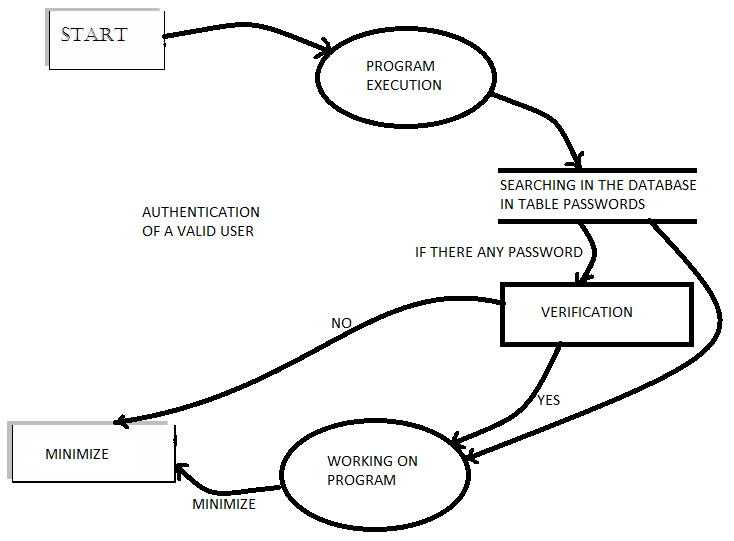 START
PROGRAM
EXECUTION
SEARCHING IN THE DATABASE
IN TABLE PASSWORDS
AUTHENTICATION
OF A VALID USER
IF THERE ANY PASSWORD
VERIFICATION
NO
YES
MINIMIZE
WORKING ON
PROGRAM
MINIMIZE